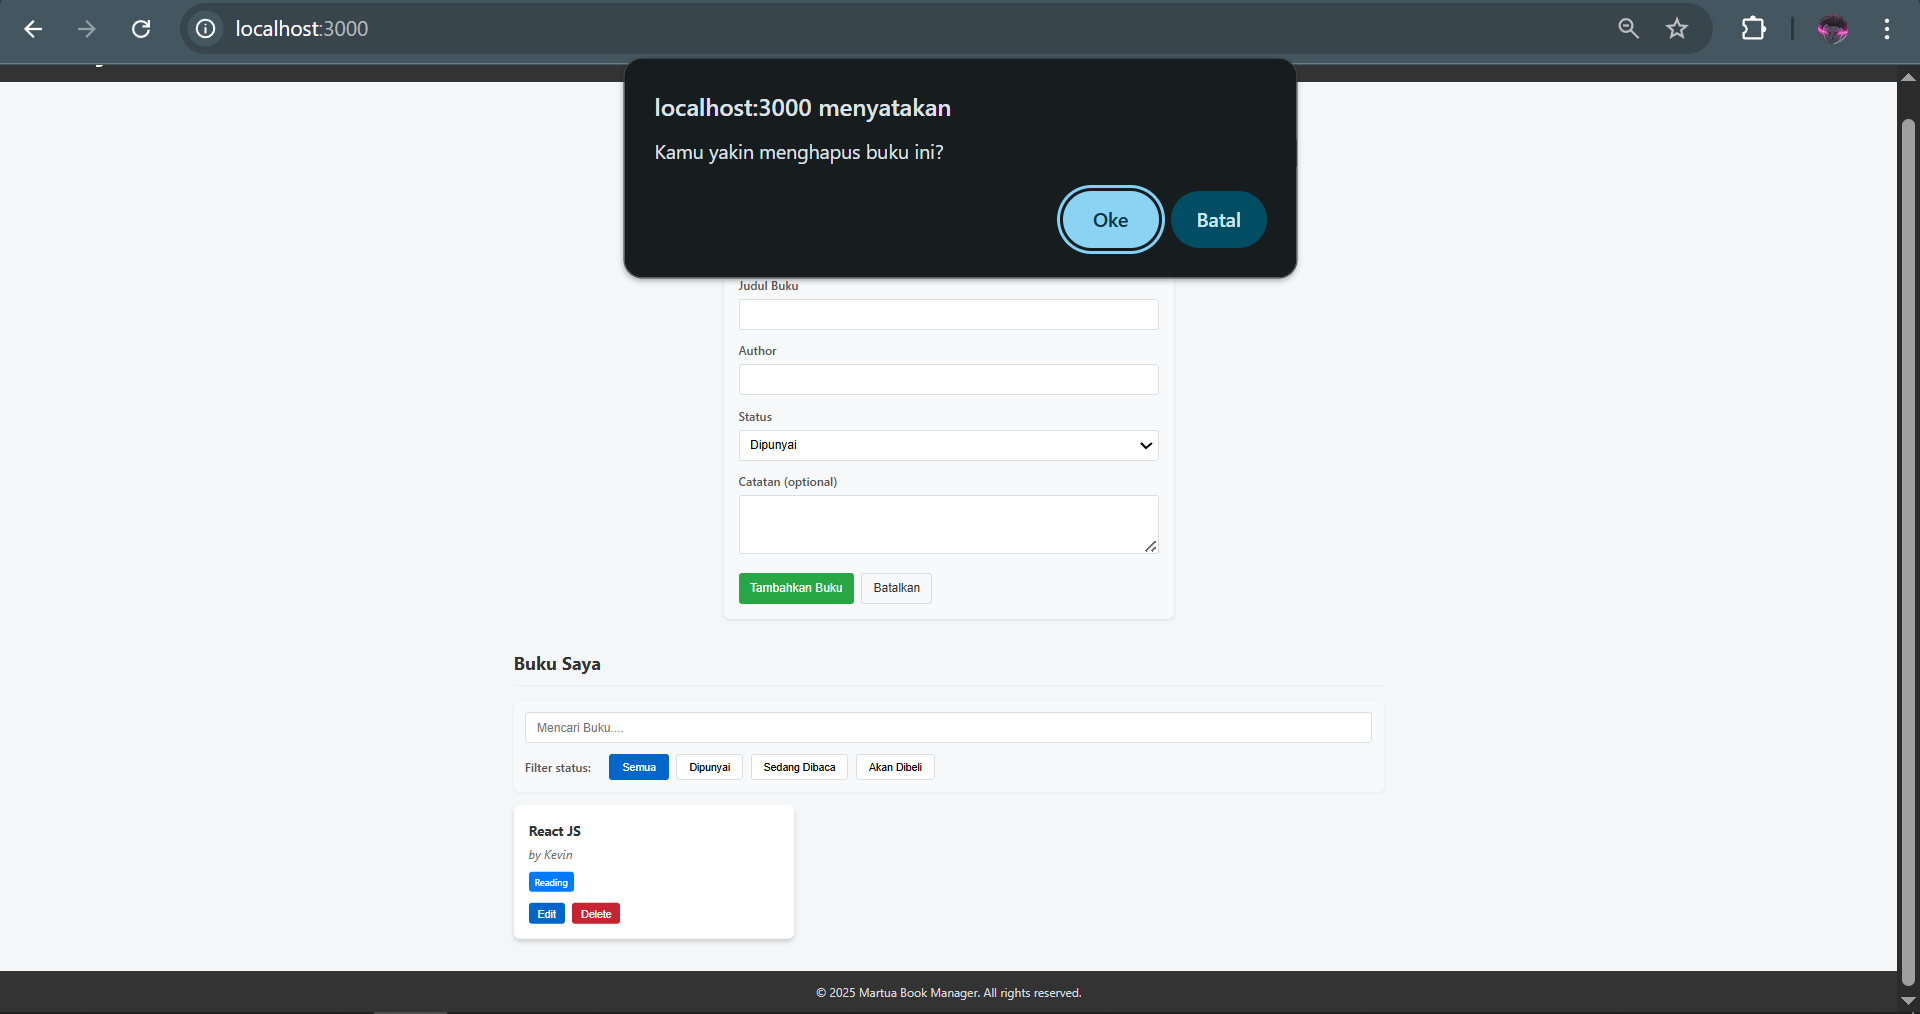 localhost:3000
localhost:3000 menyatakan
Kamu yakin menghapus buku ini?
Oke Batal
Judul Buku
Author
Status
Dipunyai
Catatan (optional)
Tambahkan Buku Batalkan
Buku Saya
Mencari Buku....
Filter status: Semua Dipunyai Sedang Dibaca Akan Dibeli
React JS
by Kevin
Reading
Edit Delete
© 2025 Martua Book Manager. All rights reserved.